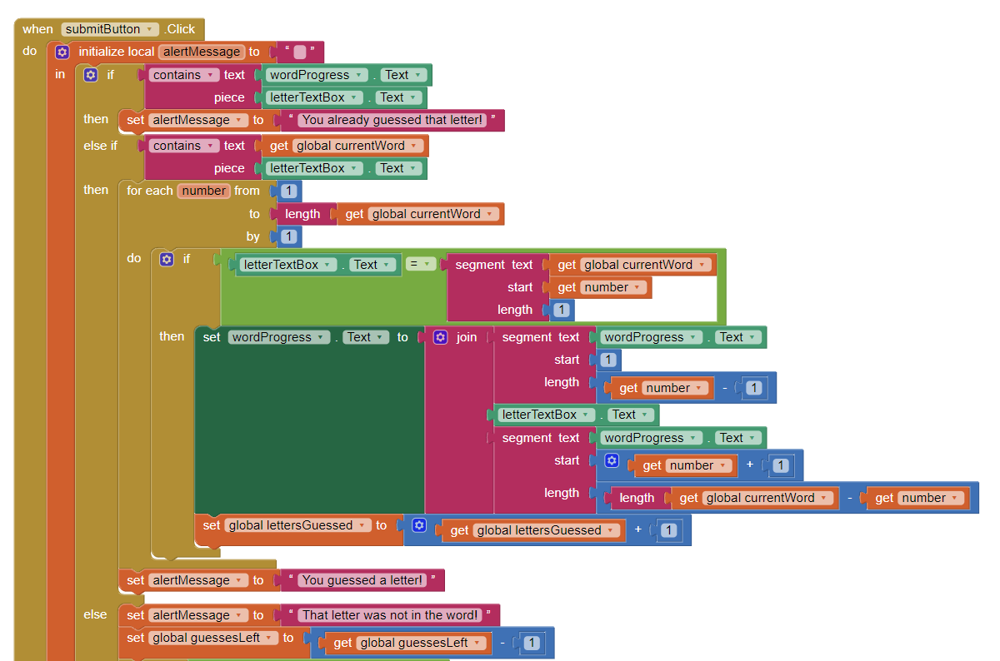 when submitButton .Click
do initialize local alertMessage to “ ”
in if contains text wordProgress . Text
piece letterTextBox . Text
then set alertMessage to “ You already guessed that letter! ”
else if contains text get global currentWord
piece letterTextBox . Text
then for each number from 1
to length get global currentWord
by 1
do if letterTextBox . Text = segment text get global currentWord
start get number
length 1
then set wordProgress . Text to join segment text wordProgress . Text
start 1
length get number - 1
letterTextBox . Text
segment text wordProgress . Text
start get number + 1
length length get global currentWord - get number
set global lettersGuessed to get global lettersGuessed + 1
set alertMessage to “ You guessed a letter! ”
else set alertMessage to “ That letter was not in the word! ”
set global guessesLeft to get global guessesLeft - 1